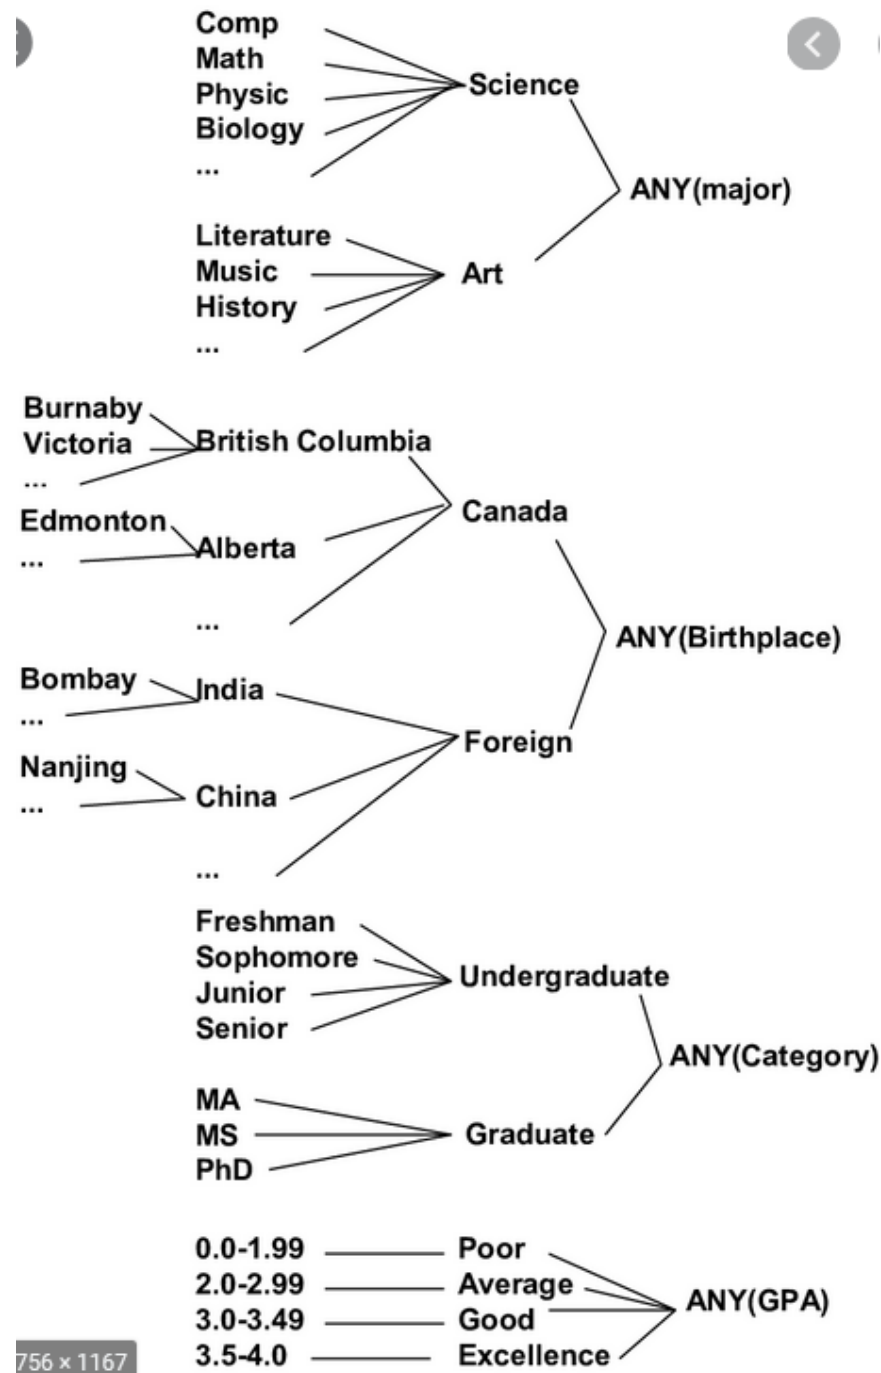 Comp
Math
Physic
Biology
...
Science
ANY(major)
Literature
Music
History
...
Art
Burnaby
Victoria
...
British Columbia
Edmonton
...
Alberta
...
Canada
ANY(Birthplace)
Bombay
...
India
Nanjing
...
China
...
Foreign
Freshman
Sophomore
Junior
Senior
Undergraduate
ANY(Category)
MA
MS
PhD
Graduate
0.0-1.99 Poor
2.0-2.99 Average
3.0-3.49 Good
3.5-4.0 Excellence
ANY(GPA)
756 × 1167